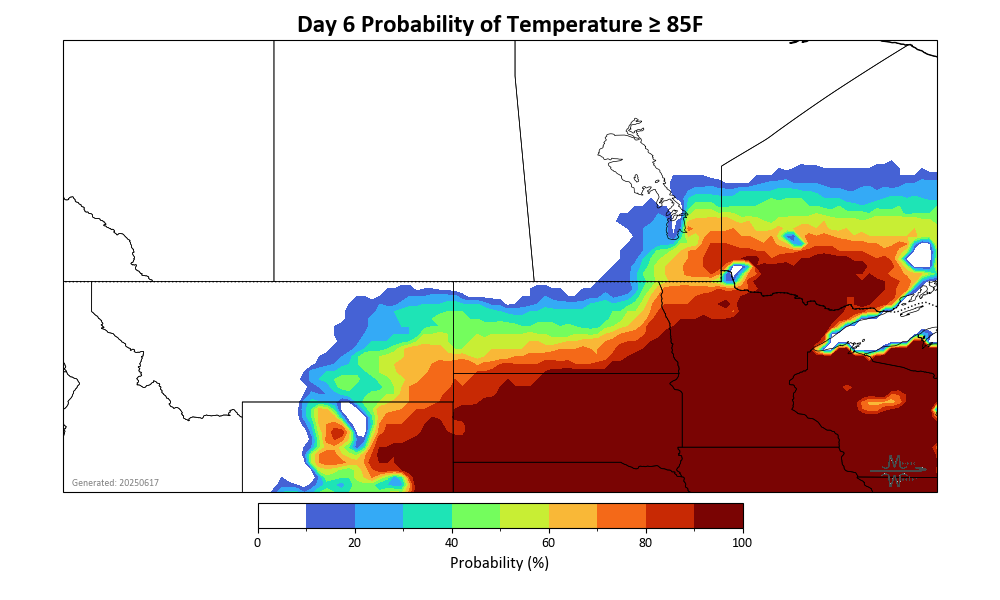 Day 6 Probability of Temperature ≥ 85F
Generated: 20250617
0 20 40 60 80 100
Probability (%)